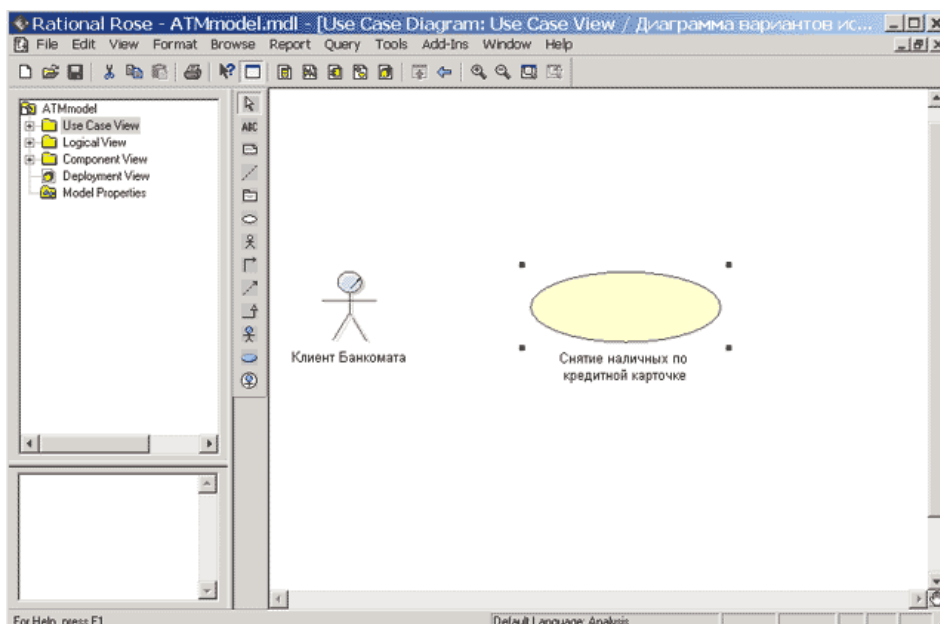 Rational Rose - ATMmodel.mdl - [Use Case Diagram: Use Case View / Диаграмма вариантов ис...
File Edit View Format Browse Report Query Tools Add-Ins Window Help
ABC
ATMmodel
Use Case View
Logical View
Component View
Deployment View
Model Properties
Клиент Банкомата
Снятие наличных по
кредитной карточке
For Help, press F1
Default Language: Analysis